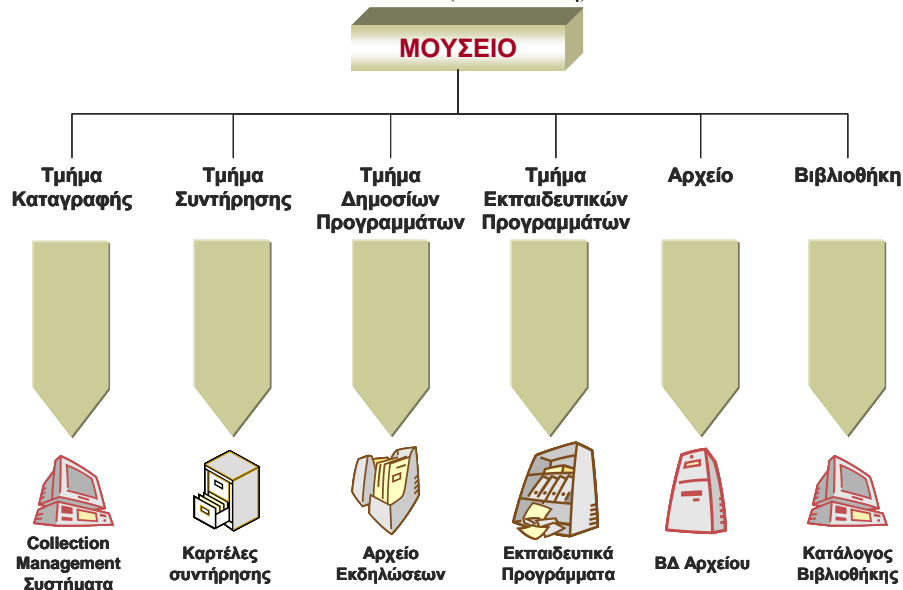 ΜΟΥΣΕΙΟ
Τμήμα
Καταγραφής
Τμήμα
Συντήρησης
Τμήμα
Δημοσίων
Προγραμμάτων
Τμήμα
Εκπαιδευτικών
Προγραμμάτων
Αρχείο
Βιβλιοθήκη
Collection
Management
Συστήματα
Καρτέλες
συντήρησης
Αρχείο
Εκδηλώσεων
Εκπαιδευτικά
Προγράμματα
ΒΔ Αρχείου
Κατάλογος
Βιβλιοθήκης